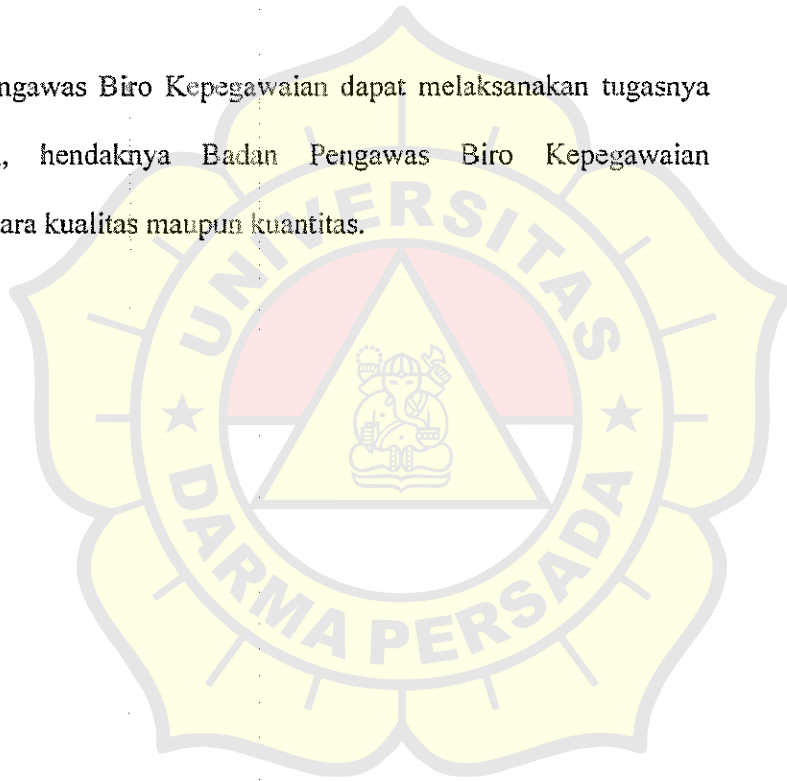 ngawas Biro Kepegawaian dapat melaksanakan tugasnya
, hendaknya Badan Pengawas Biro Kepegawaian
ara kualitas maupun kuantitas.
UNIVERSITAS
DARMA PERSADA